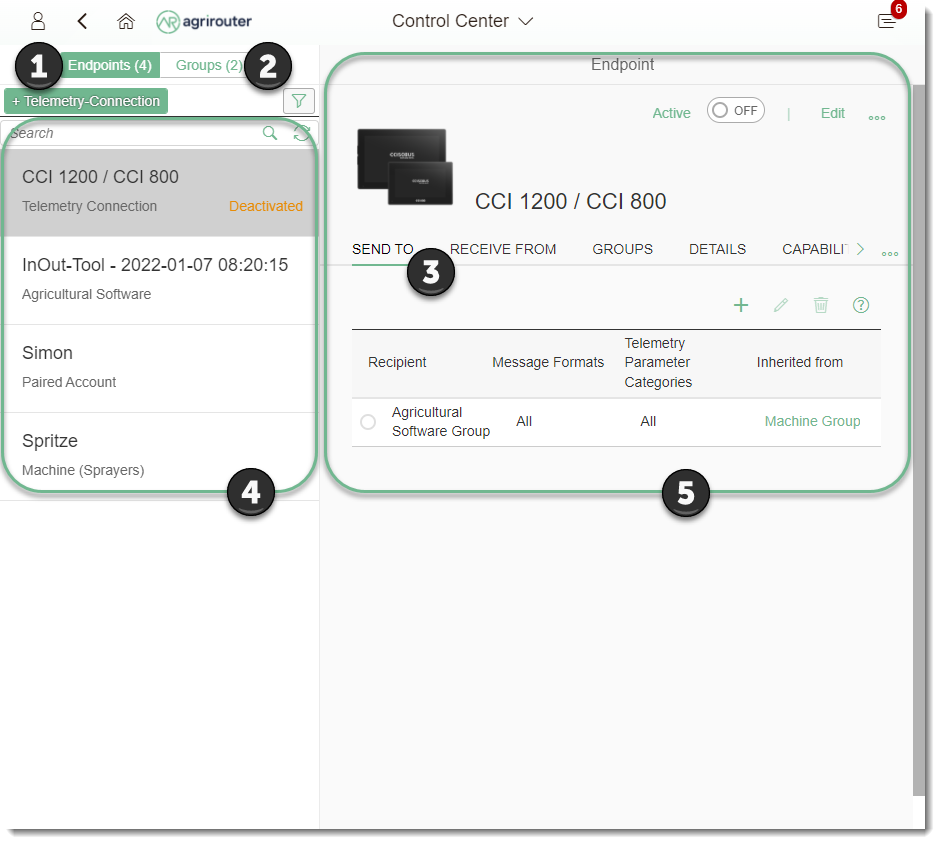 AR agrirouter
Control Center
6
1
Endpoints (4)
Groups (2)
2
+ Telemetry-Connection
Search
CCI 1200 / CCI 800
Telemetry Connection
Deactivated
InOut-Tool - 2022-01-07 08:20:15
Agricultural Software
Simon
Paired Account
Spritze
Machine (Sprayers)
4
Endpoint
Active
OFF
|
Edit
CCI 1200 / CCI 800
SEND TO
RECEIVE FROM
GROUPS
DETAILS
CAPABILIT
3
?
Recipient
Message Formats
Telemetry
Parameter
Categories
Inherited from
Agricultural
Software Group
All
All
Machine Group
5